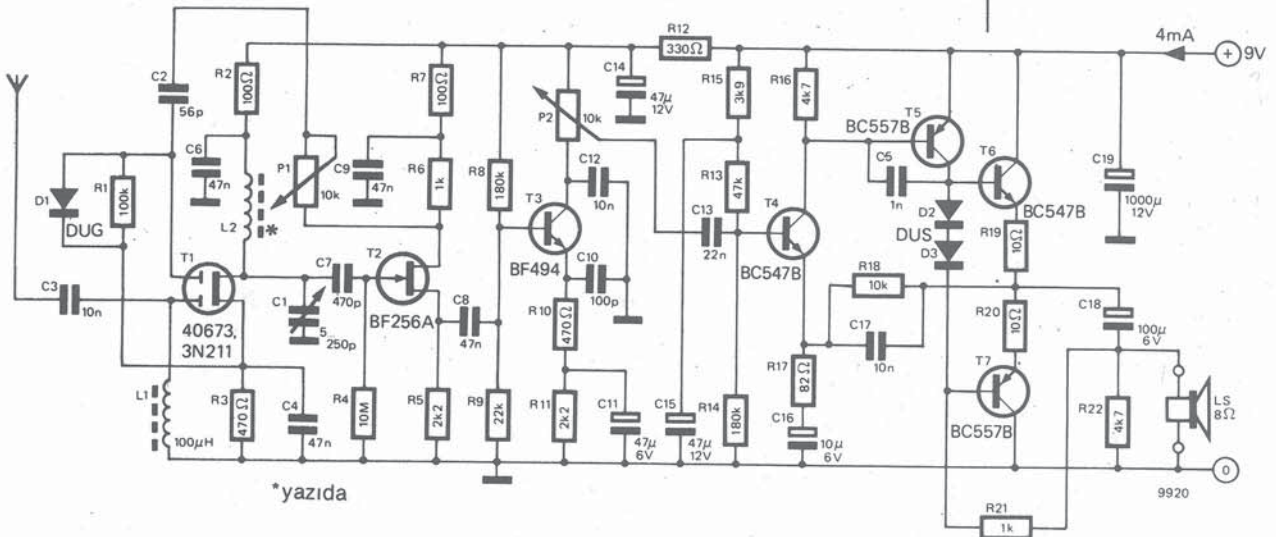 R12
330Ω
4mA
+
9V
C2
56p
R2
100Ω
R7
100Ω
C14
47µ
12V
R15
3k9
R16
4k7
T5
BC557B
C6
47n
P1
10k
C9
47n
R6
1k
R8
180k
P2
10k
C12
10n
R13
47k
C5
1n
T6
BC547B
C19
1000µ
12V
D1
DUG
R1
100k
L2
*
T3
BF494
C13
22n
T4
BC547B
D2
DUS
D3
R19
10Ω
T1
40673,
3N211
C3
10n
C7
470p
T2
BF256A
C1
5...
250p
C8
47n
C10
100p
R10
470Ω
R18
10k
C17
10n
R20
10Ω
C18
100µ
6V
L1
100µH
R3
470Ω
C4
47n
R4
10M
R5
2k2
R9
22k
R11
2k2
C11
47µ
6V
C15
47µ
12V
R14
180k
R17
82Ω
C16
10µ
6V
T7
BC557B
R22
4k7
LS
8Ω
0
*yazıda
9920
R21
1k